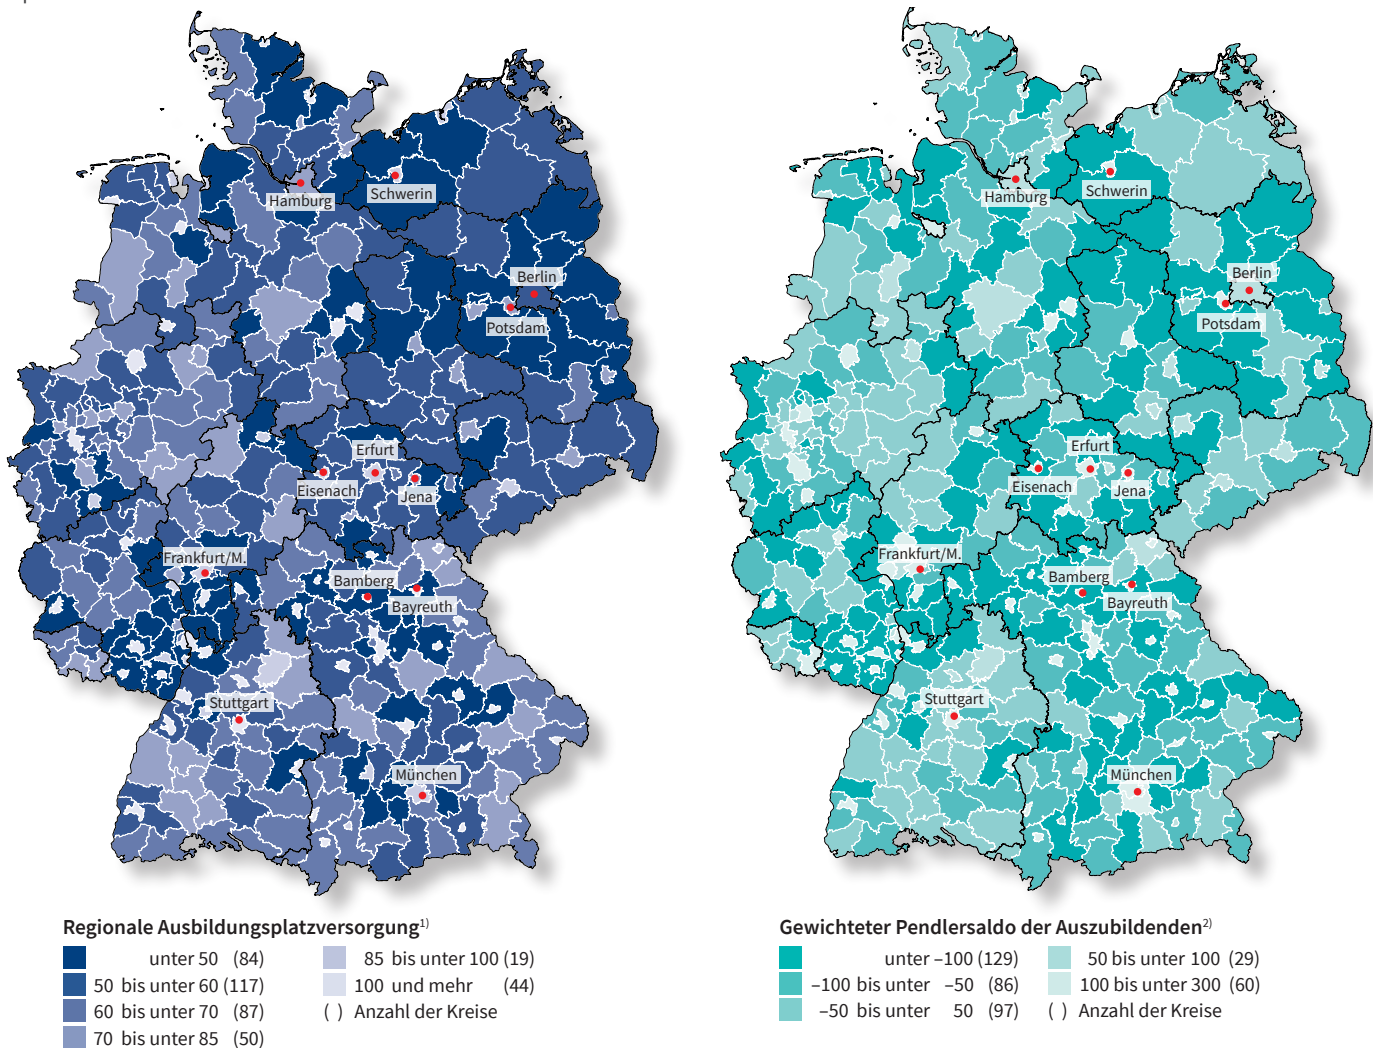 Hamburg
Schwerin
Berlin
Potsdam
Erfurt
Eisenach
Jena
Frankfurt/M.
Bamberg
Bayreuth
Stuttgart
München
Regionale Ausbildungsplatzversorgung1)
unter 50 (84)
50 bis unter 60 (117)
60 bis unter 70 (87)
70 bis unter 85 (50)
85 bis unter 100 (19)
100 und mehr (44)
( ) Anzahl der Kreise
Hamburg
Schwerin
Berlin
Potsdam
Erfurt
Eisenach
Jena
Frankfurt/M.
Bamberg
Bayreuth
Stuttgart
München
Gewichteter Pendlersaldo der Auszubildenden2)
unter –100 (129)
–100 bis unter –50 (86)
–50 bis unter 50 (97)
50 bis unter 100 (29)
100 bis unter 300 (60)
( ) Anzahl der Kreise